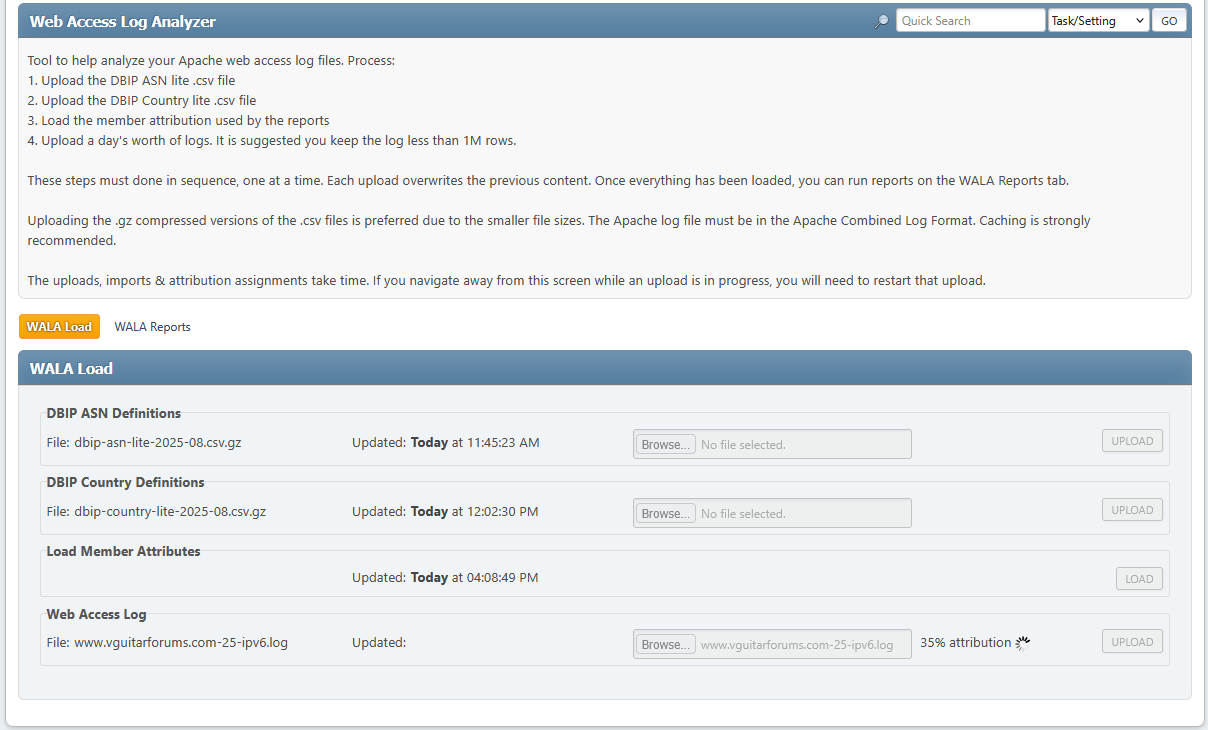 Web Access Log Analyzer
Quick Search
Task/Setting
GO
Tool to help analyze your Apache web access log files. Process:
1. Upload the DBIP ASN lite .csv file
2. Upload the DBIP Country lite .csv file
3. Load the member attribution used by the reports
4. Upload a day's worth of logs. It is suggested you keep the log less than 1M rows.
These steps must done in sequence, one at a time. Each upload overwrites the previous content. Once everything has been loaded, you can run reports on the WALA Reports tab.
Uploading the .gz compressed versions of the .csv files is preferred due to the smaller file sizes. The Apache log file must be in the Apache Combined Log Format. Caching is strongly
recommended.
The uploads, imports & attribution assignments take time. If you navigate away from this screen while an upload is in progress, you will need to restart that upload.
WALA Load
WALA Reports
WALA Load
DBIP ASN Definitions
File: dbip-asn-lite-2025-08.csv.gz
Updated: Today at 11:45:23 AM
Browse... No file selected.
UPLOAD
DBIP Country Definitions
File: dbip-country-lite-2025-08.csv.gz
Updated: Today at 12:02:30 PM
Browse... No file selected.
UPLOAD
Load Member Attributes
Updated: Today at 04:08:49 PM
LOAD
Web Access Log
File: www.vguitarforums.com-25-ipv6.log
Updated:
Browse... www.vguitarforums.com-25-ipv6.log
35% attribution
UPLOAD